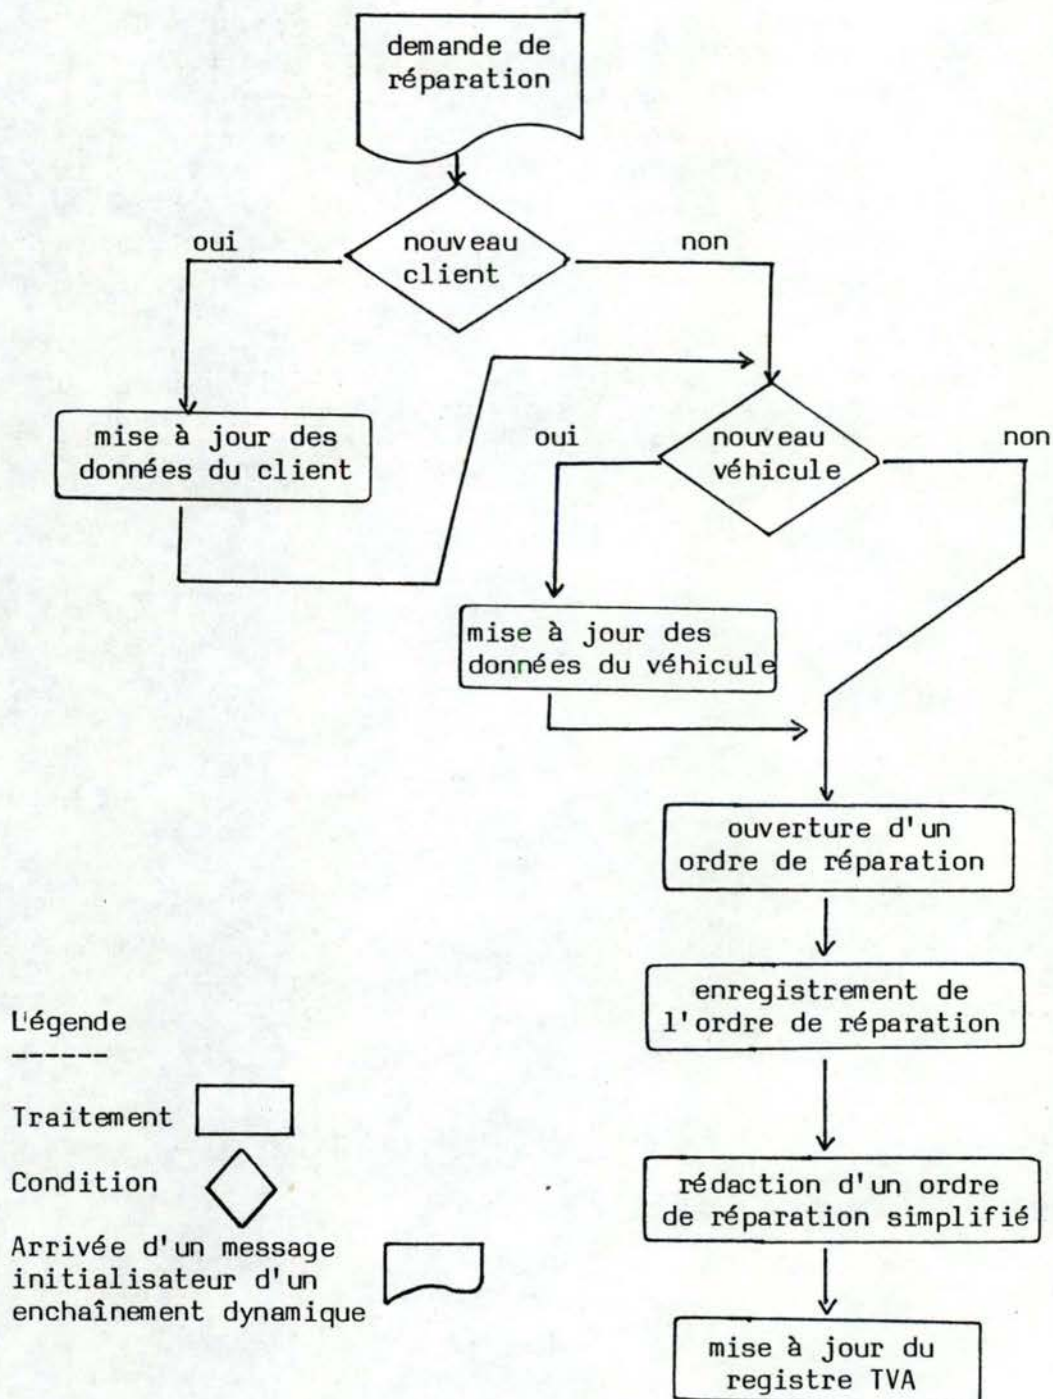 demande de
réparation
oui
nouveau
client
non
mise à jour des
données du client
oui
nouveau
véhicule
non
mise à jour des
données du véhicule
ouverture d'un
ordre de réparation
enregistrement de
l'ordre de réparation
rédaction d'un ordre
de réparation simplifié
mise à jour du
registre TVA
L'égende
------
Traitement
Condition
Arrivée d'un message
initialisateur d'un
enchaînement dynamique